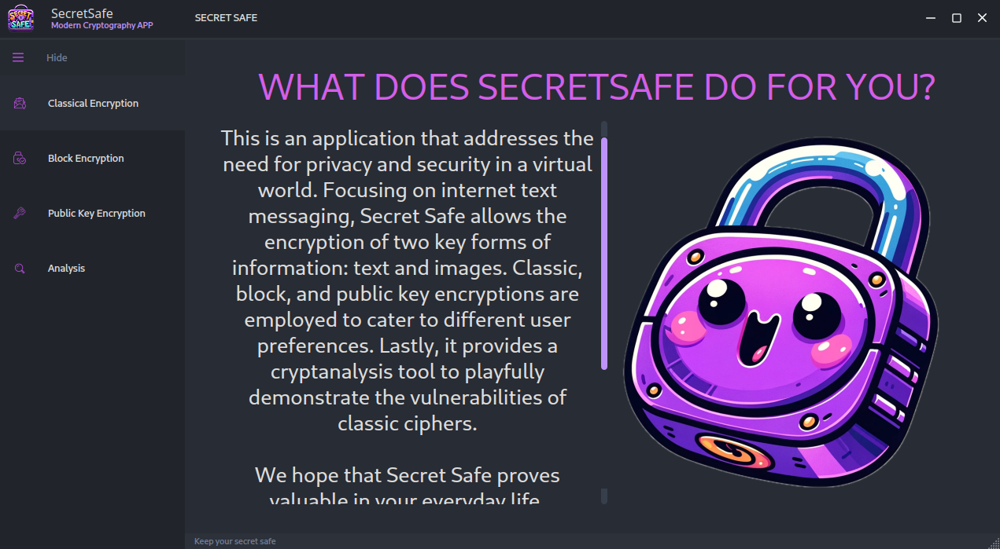 SECRET
SAFE!
SecretSafe
Modern Cryptography APP
SECRET SAFE
Hide
Classical Encryption
Block Encryption
Public Key Encryption
Analysis
WHAT DOES SECRETSAFE DO FOR YOU?
This is an application that addresses the
need for privacy and security in a virtual
world. Focusing on internet text
messaging, Secret Safe allows the
encryption of two key forms of
information: text and images. Classic,
block, and public key encryptions are
employed to cater to different user
preferences. Lastly, it provides a
cryptanalysis tool to playfully
demonstrate the vulnerabilities of
classic ciphers.
We hope that Secret Safe proves
valuable in your everyday life
Keep your secret safe